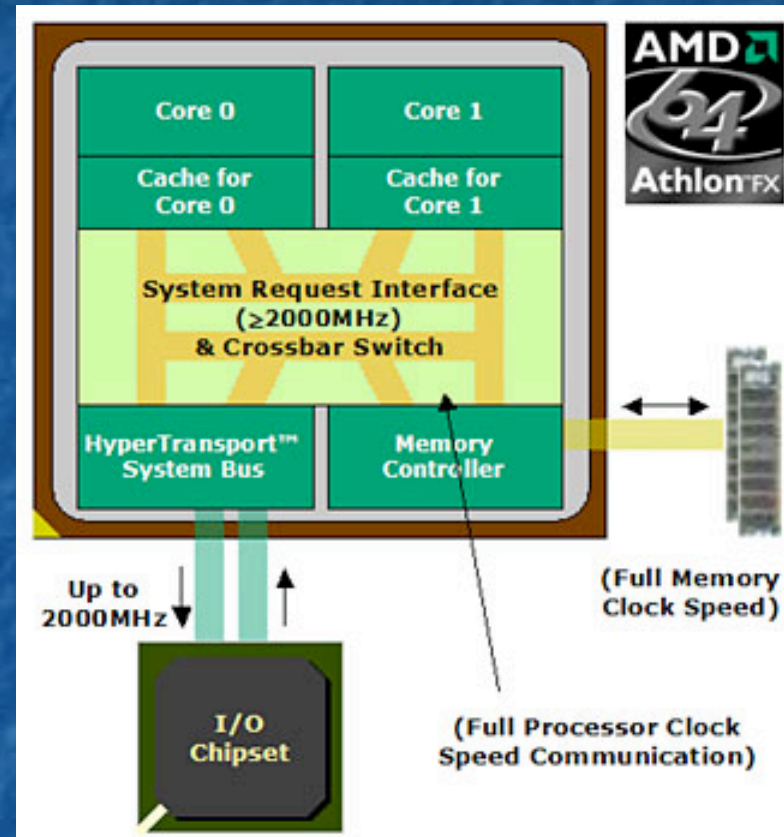 AMD
64
Athlon™FX
Core 0
Core 1
Cache for
Core 0
Cache for
Core 1
System Request Interface
(≥2000MHz)
& Crossbar Switch
HyperTransport™
System Bus
Memory
Controller
Up to
2000MHz
(Full Memory
Clock Speed)
I/O
Chipset
(Full Processor Clock
Speed Communication)